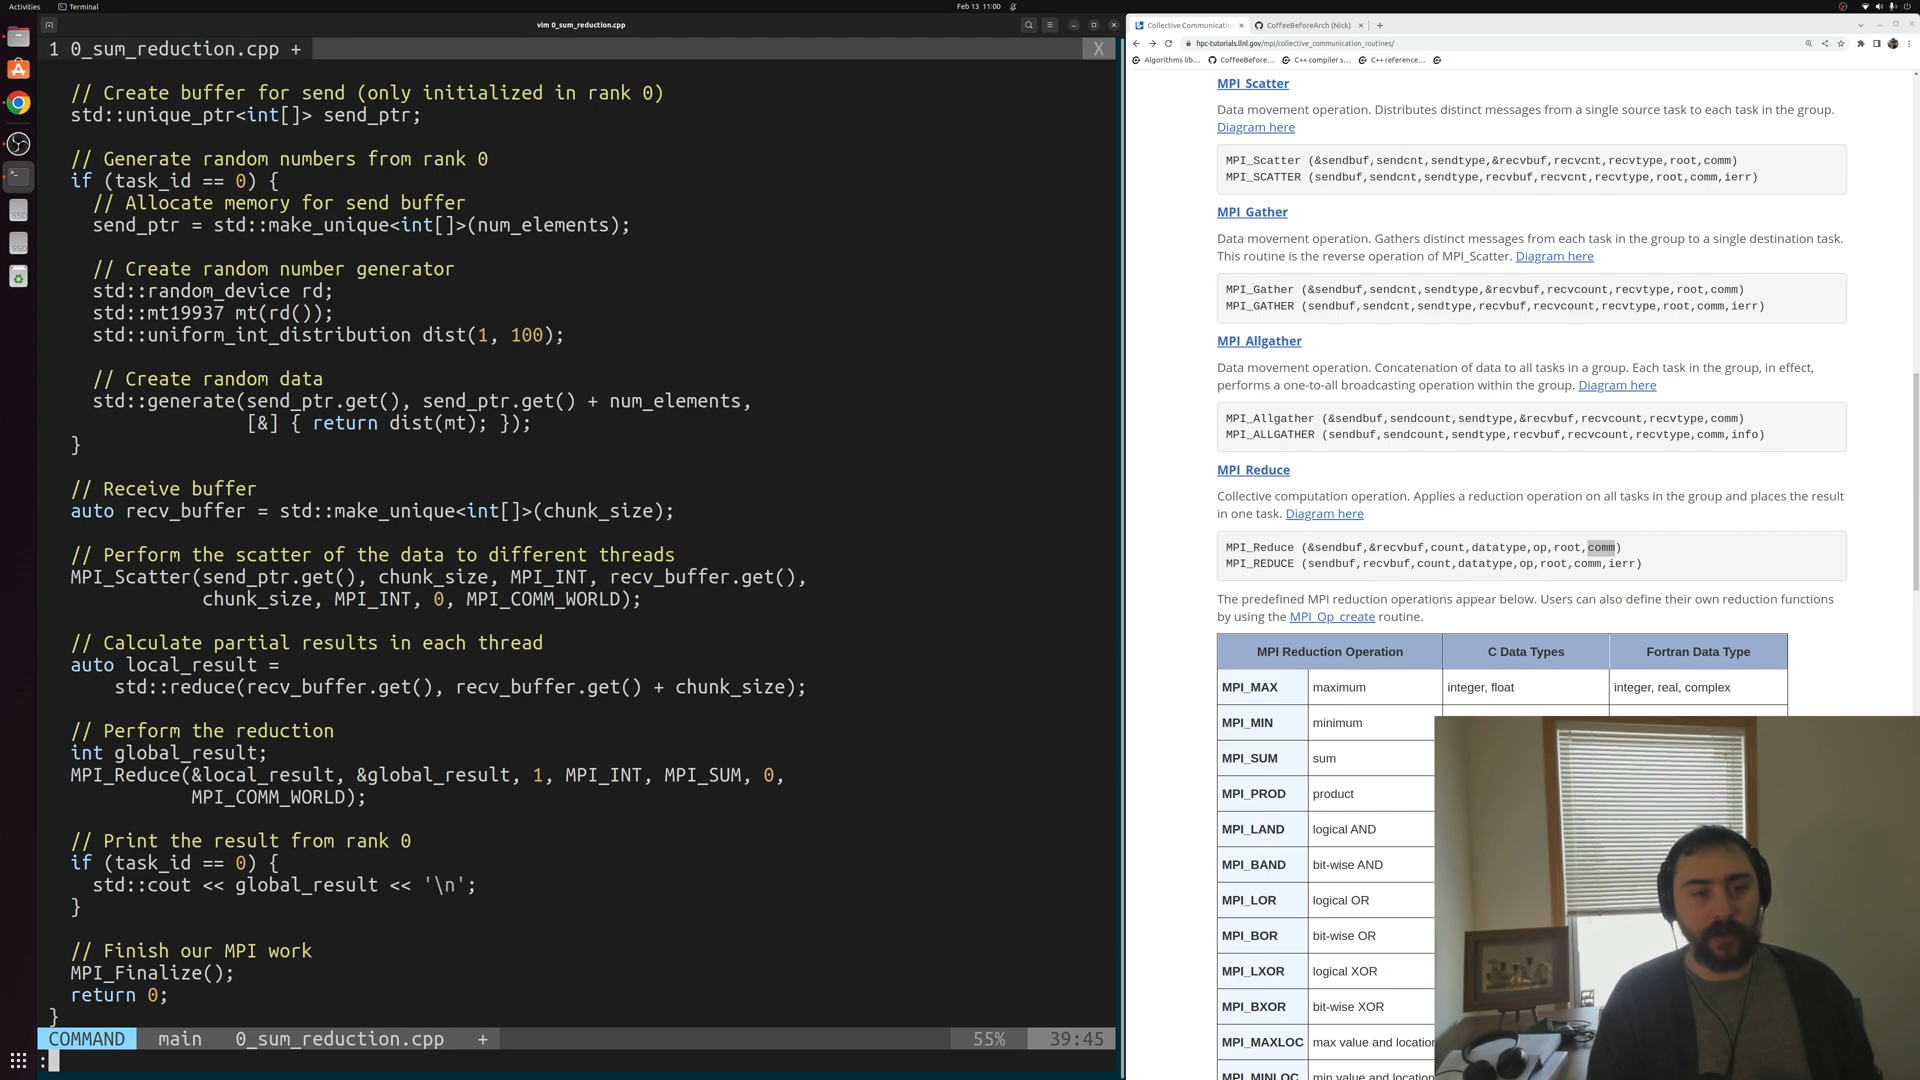 Activities
Terminal
Feb 13 11:00
vim 0_sum_reduction.cpp
1 0_sum_reduction.cpp +
X
// Create buffer for send (only initialized in rank 0)
std::unique_ptr<int[]> send_ptr;
// Generate random numbers from rank 0
if (task_id == 0) {
// Allocate memory for send buffer
send_ptr = std::make_unique<int[]>(num_elements);
// Create random number generator
std::random_device rd;
std::mt19937 mt(rd());
std::uniform_int_distribution dist(1, 100);
// Create random data
std::generate(send_ptr.get(), send_ptr.get() + num_elements,
[&] { return dist(mt); });
}
// Receive buffer
auto recv_buffer = std::make_unique<int[]>(chunk_size);
// Perform the scatter of the data to different threads
MPI_Scatter(send_ptr.get(), chunk_size, MPI_INT, recv_buffer.get(),
chunk_size, MPI_INT, 0, MPI_COMM_WORLD);
// Calculate partial results in each thread
auto local_result =
std::reduce(recv_buffer.get(), recv_buffer.get() + chunk_size);
// Perform the reduction
int global_result;
MPI_Reduce(&local_result, &global_result, 1, MPI_INT, MPI_SUM, 0,
MPI_COMM_WORLD);
// Print the result from rank 0
if (task_id == 0) {
std::cout << global_result << '\n';
}
// Finish our MPI work
MPI_Finalize();
return 0;
}
COMMAND main 0_sum_reduction.cpp + 55% 39:45
:
Collective Communicatio
CoffeeBeforeArch (Nick)
hpc-tutorials.llnl.gov/mpi/collective_communication_routines/
Algorithms lib...
CoffeeBefore...
C++ compiler s...
C++ reference...
MPI_Scatter
Data movement operation. Distributes distinct messages from a single source task to each task in the group.
Diagram here
MPI_Scatter (&sendbuf,sendcnt,sendtype,&recvbuf,recvcnt,recvtype,root,comm)
MPI_SCATTER (sendbuf,sendcnt,sendtype,recvbuf,recvcnt,recvtype,root,comm,ierr)
MPI_Gather
Data movement operation. Gathers distinct messages from each task in the group to a single destination task.
This routine is the reverse operation of MPI_Scatter. Diagram here
MPI_Gather (&sendbuf,sendcnt,sendtype,&recvbuf,recvcount,recvtype,root,comm)
MPI_GATHER (sendbuf,sendcnt,sendtype,recvbuf,recvcount,recvtype,root,comm,ierr)
MPI_Allgather
Data movement operation. Concatenation of data to all tasks in a group. Each task in the group, in effect,
performs a one-to-all broadcasting operation within the group. Diagram here
MPI_Allgather (&sendbuf,sendcount,sendtype,&recvbuf,recvcount,recvtype,comm)
MPI_ALLGATHER (sendbuf,sendcount,sendtype,recvbuf,recvcount,recvtype,comm,info)
MPI_Reduce
Collective computation operation. Applies a reduction operation on all tasks in the group and places the result
in one task. Diagram here
MPI_Reduce (&sendbuf,&recvbuf,count,datatype,op,root,comm)
MPI_REDUCE (sendbuf,recvbuf,count,datatype,op,root,comm,ierr)
The predefined MPI reduction operations appear below. Users can also define their own reduction functions
by using the MPI_Op_create routine.
MPI Reduction Operation C Data Types Fortran Data Type
MPI_MAX maximum integer, float integer, real, complex
MPI_MIN minimum
MPI_SUM sum
MPI_PROD product
MPI_LAND logical AND
MPI_BAND bit-wise AND
MPI_LOR logical OR
MPI_BOR bit-wise OR
MPI_LXOR logical XOR
MPI_BXOR bit-wise XOR
MPI_MAXLOC max value and location
MPI_MINLOC min value and location